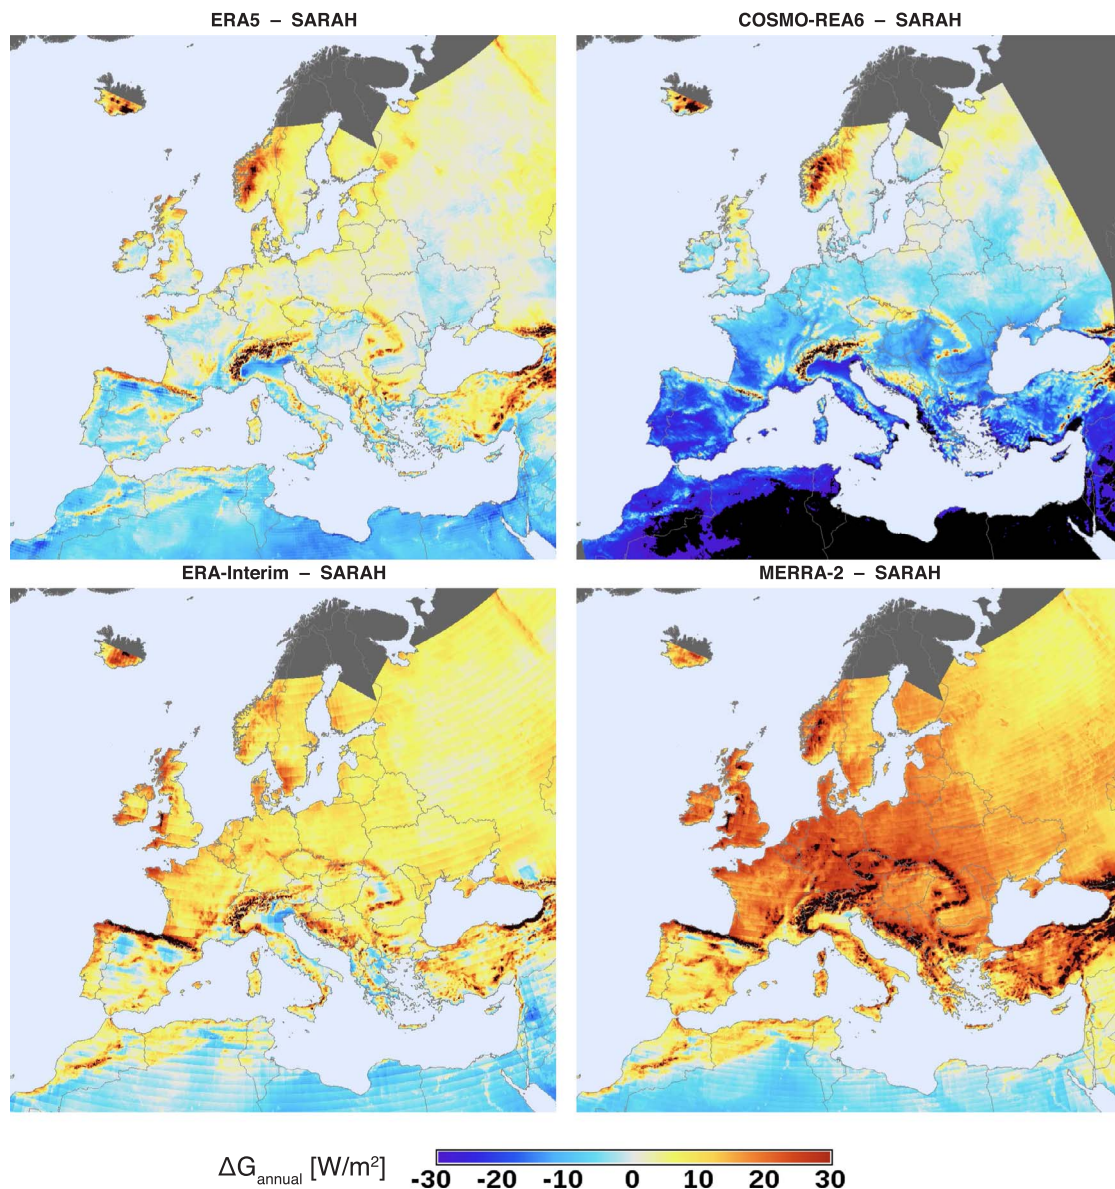 ERA5 – SARAH
COSMO-REA6 – SARAH
ERA-Interim – SARAH
MERRA-2 – SARAH
ΔG_annual [W/m²]
-30 -20 -10 0 10 20 30